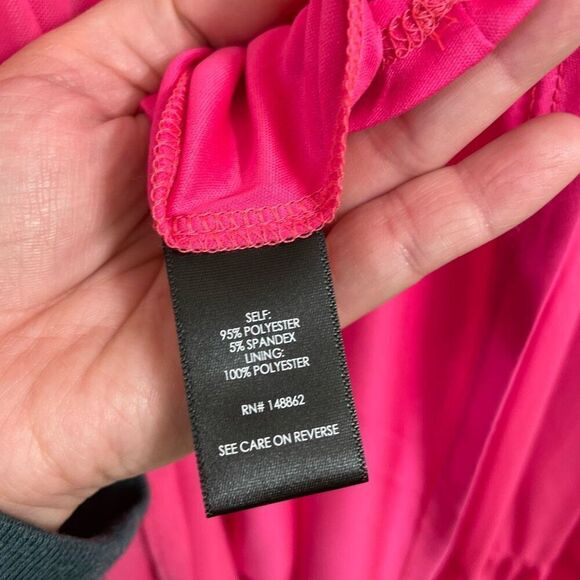 SELF:
95% POLYESTER
5% SPANDEX
LINING:
100% POLYESTER
RN# 148862
SEE CARE ON REVERSE